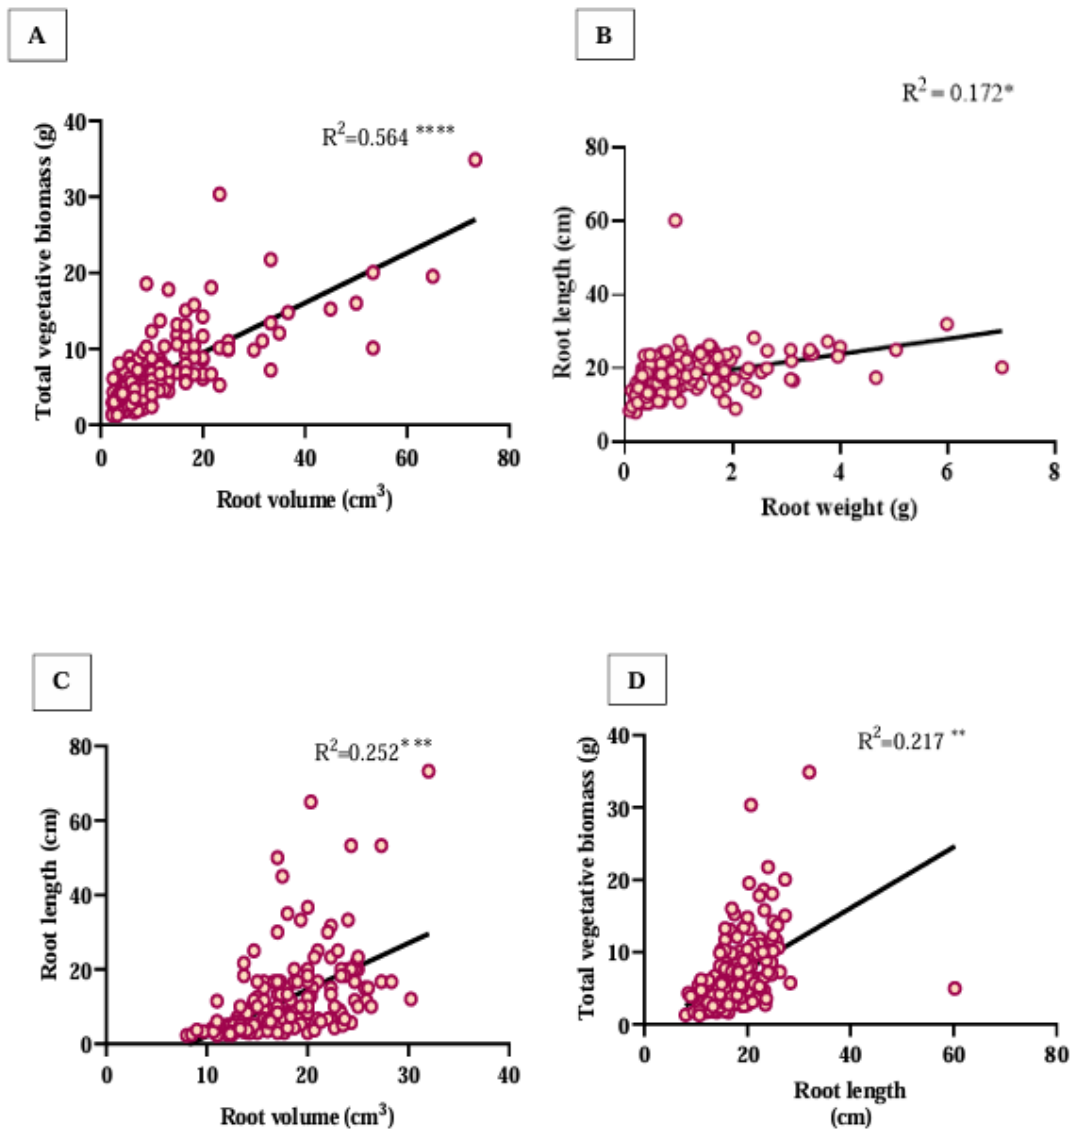 A
R²=0.564 ****
Total vegetative biomass (g)
40
30
20
10
0
0 20 40 60 80
Root volume (cm³)
B
R² = 0.172*
Root length (cm)
80
60
40
20
0
0 2 4 6 8
Root weight (g)
C
R²=0.252****
Root length (cm)
80
60
40
20
0
0 10 20 30 40
Root volume (cm³)
D
R²=0.217 **
Total vegetative biomass (g)
40
30
20
10
0
0 20 40 60 80
Root length
(cm)